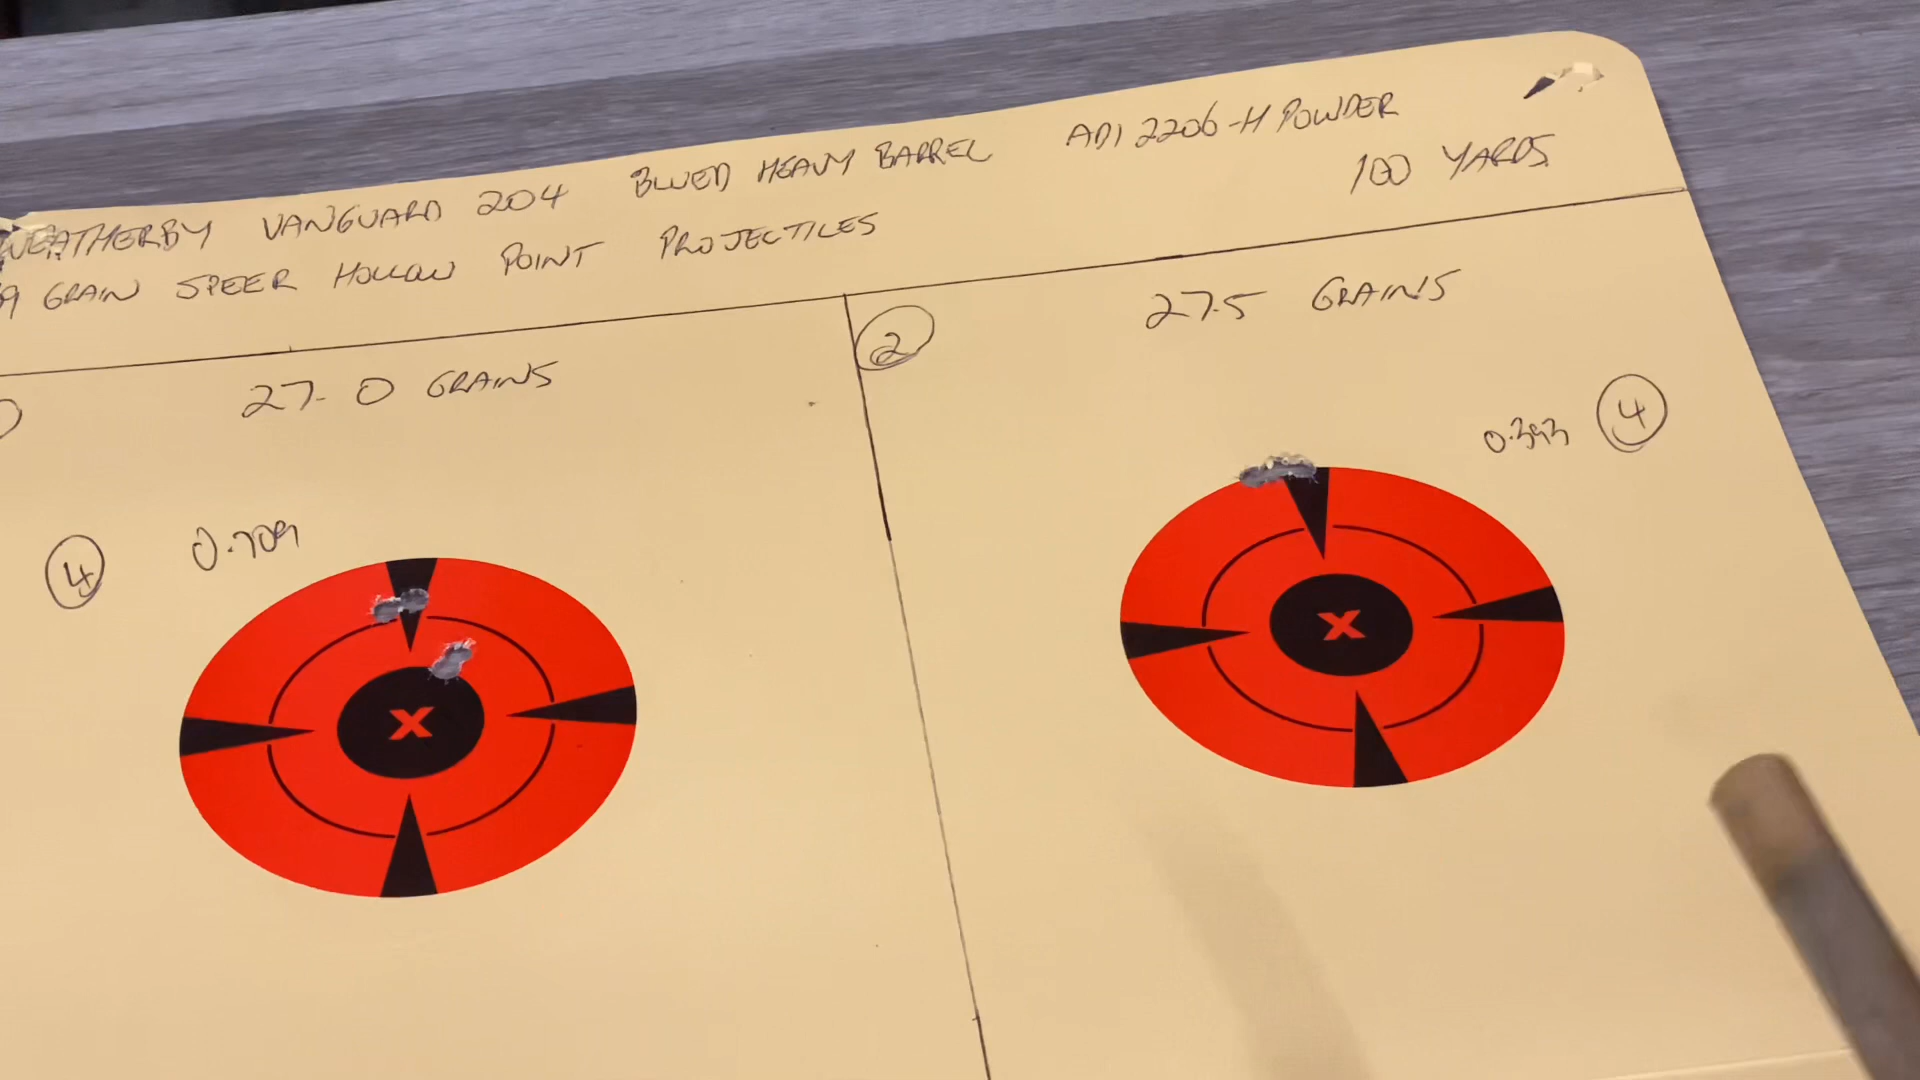 WEATHERBY VANGUARD 204 BLUED HEAVY BARREL ADI 2206-H POWDER
9 GRAIN SPEER HOLLOW POINT PROJECTILES 100 YARDS
27.0 GRAINS
2 27.5 GRAINS
4 0.709
0.393 4
X
X